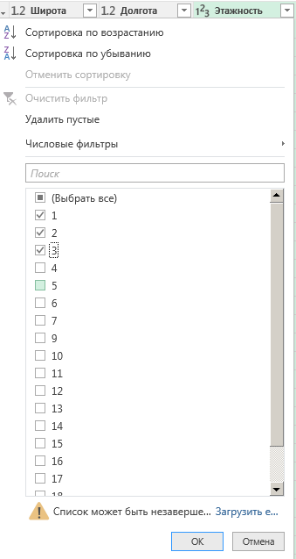 1.2 Широта 1.2 Долгота 1²3 Этажность
Сортировка по возрастанию
Сортировка по убыванию
Отменить сортировку
Очистить фильтр
Удалить пустые
Числовые фильтры
Поиск
(Выбрать все)
1
2
3
4
5
6
7
9
10
11
12
13
14
15
16
17
18
Список может быть незаверше... Загрузить е...
ОК Отмена